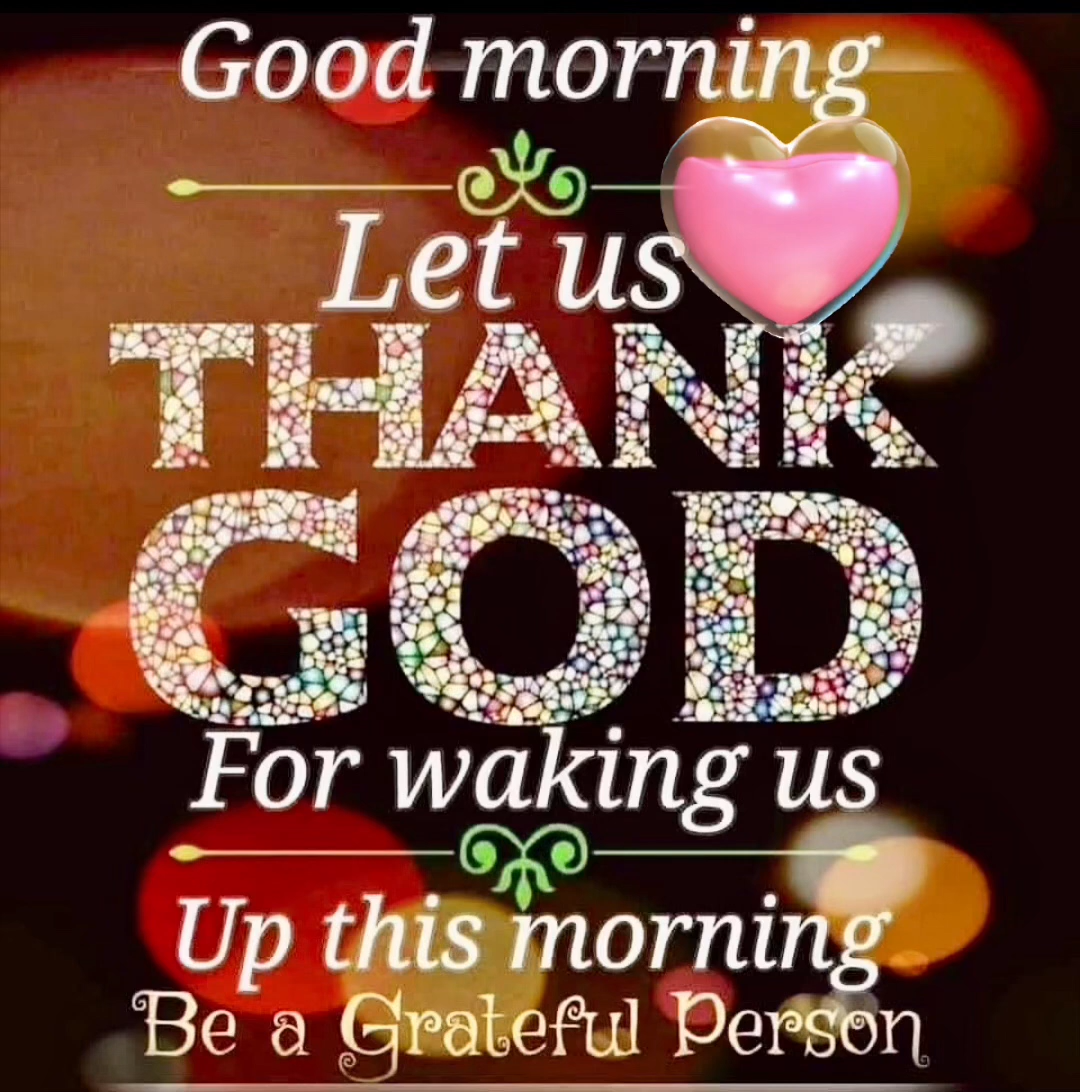 Good morning
Let us
THANK
GOD
For waking us
Up this morning
Be a Grateful Person